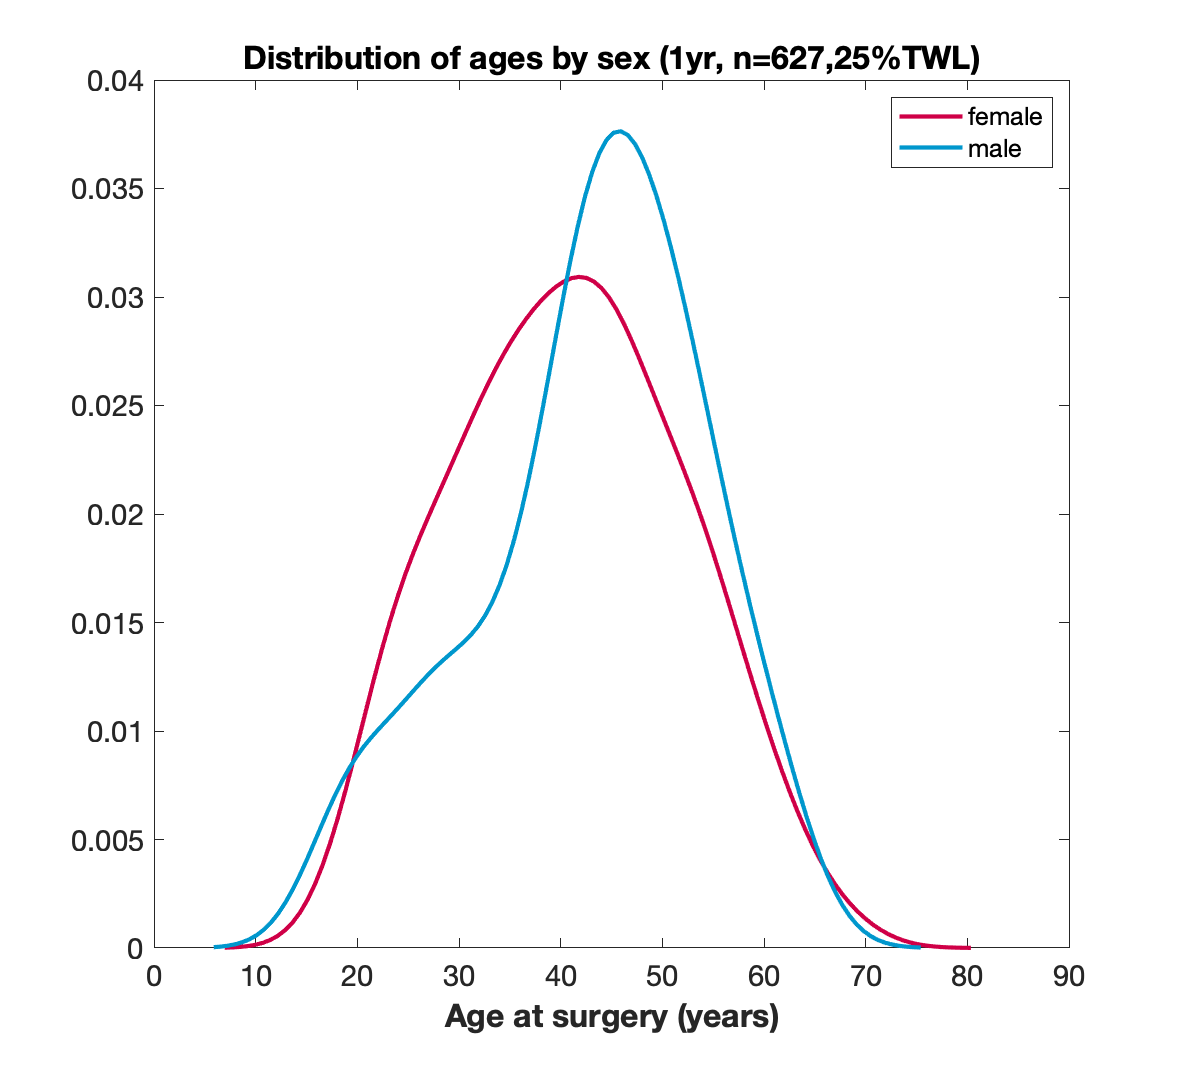 Distribution of ages by sex (1yr, n=627,25%TWL)
female
male
0.04
0.035
0.03
0.025
0.02
0.015
0.01
0.005
0
0 10 20 30 40 50 60 70 80 90
Age at surgery (years)